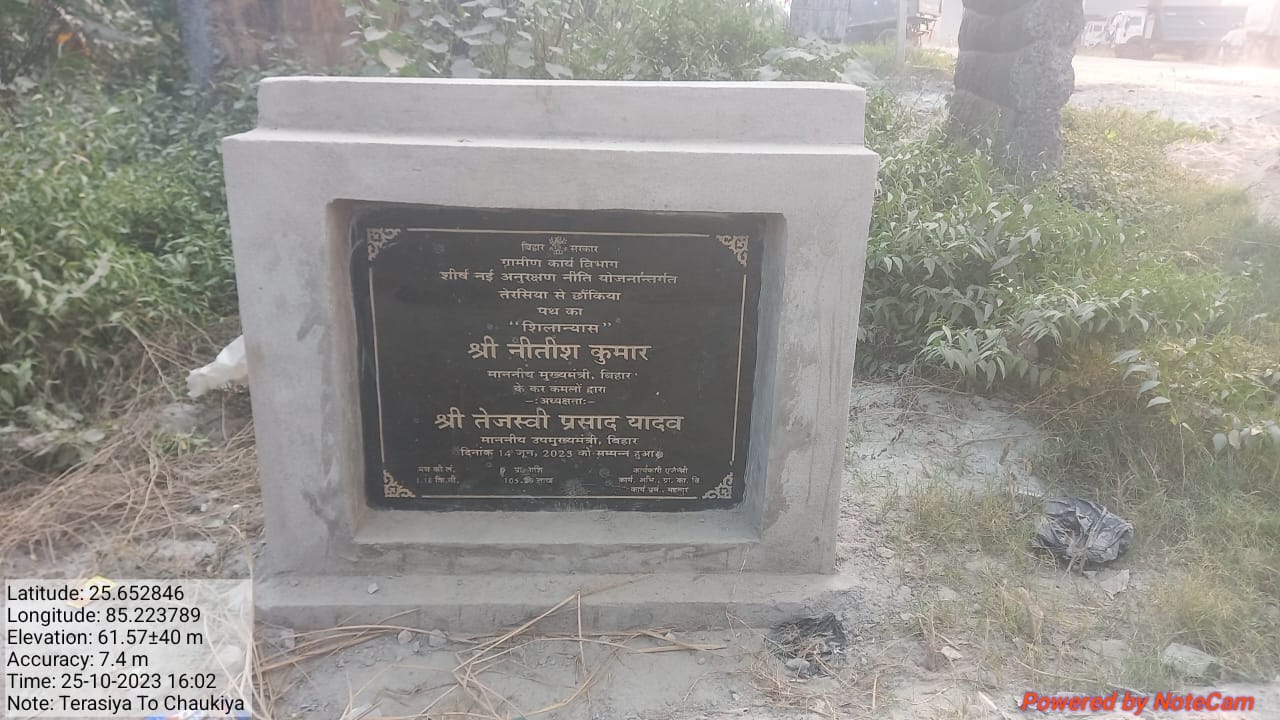 बिहार सरकार
ग्रामीण कार्य विभाग
शीर्ष नई अनुरक्षण नीति योजनान्तर्गत
तेरसिया से छौंकिया
पथ का
“शिलान्यास”
श्री नीतीश कुमार
माननीय मुख्यमंत्री, बिहार
के कर कमलों द्वारा
-:अध्यक्षता:-
श्री तेजस्वी प्रसाद यादव
माननीय उपमुख्यमंत्री, बिहार
दिनांक 14 जून, 2023 को सम्पन्न हुआ।
1.18 कि.मी.
लाख
कार्यकारी एजेन्सी
कार्य. अभि., ग्रा. का. वि
कार्य प्रमं., महनार
Latitude: 25.652846
Longitude: 85.223789
Elevation: 61.57±40 m
Accuracy: 7.4 m
Time: 25-10-2023 16:02
Note: Terasiya To Chaukiya
Powered by NoteCam